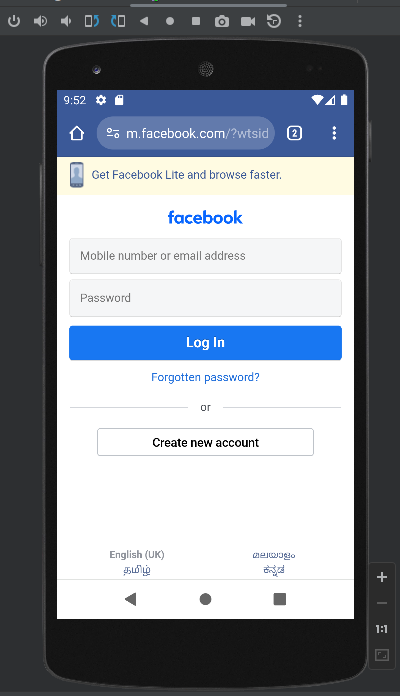 9:52
m.facebook.com/?wtsid
2
Get Facebook Lite and browse faster.
facebook
Mobile number or email address
Password
Log in
Forgotten password?
or
Create new account
English (UK) മലയാളം
தமிழ் ಕನ್ನಡ
1:1